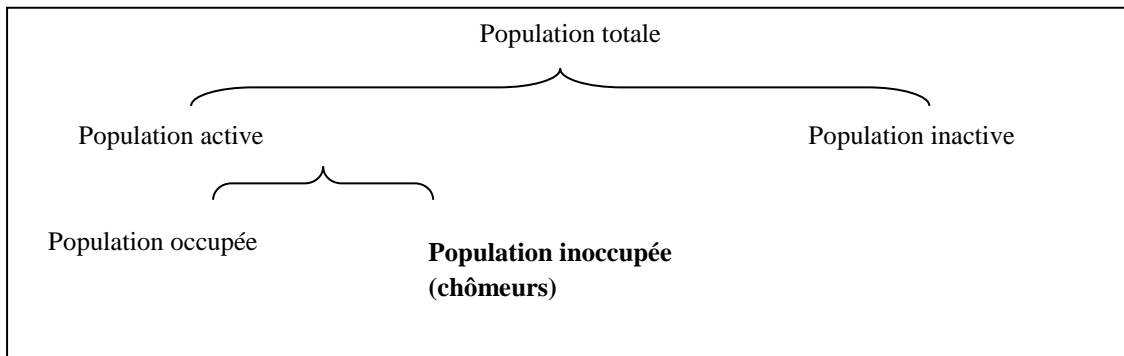 Population totale
Population active
Population inactive
Population occupée
Population inoccupée
(chômeurs)